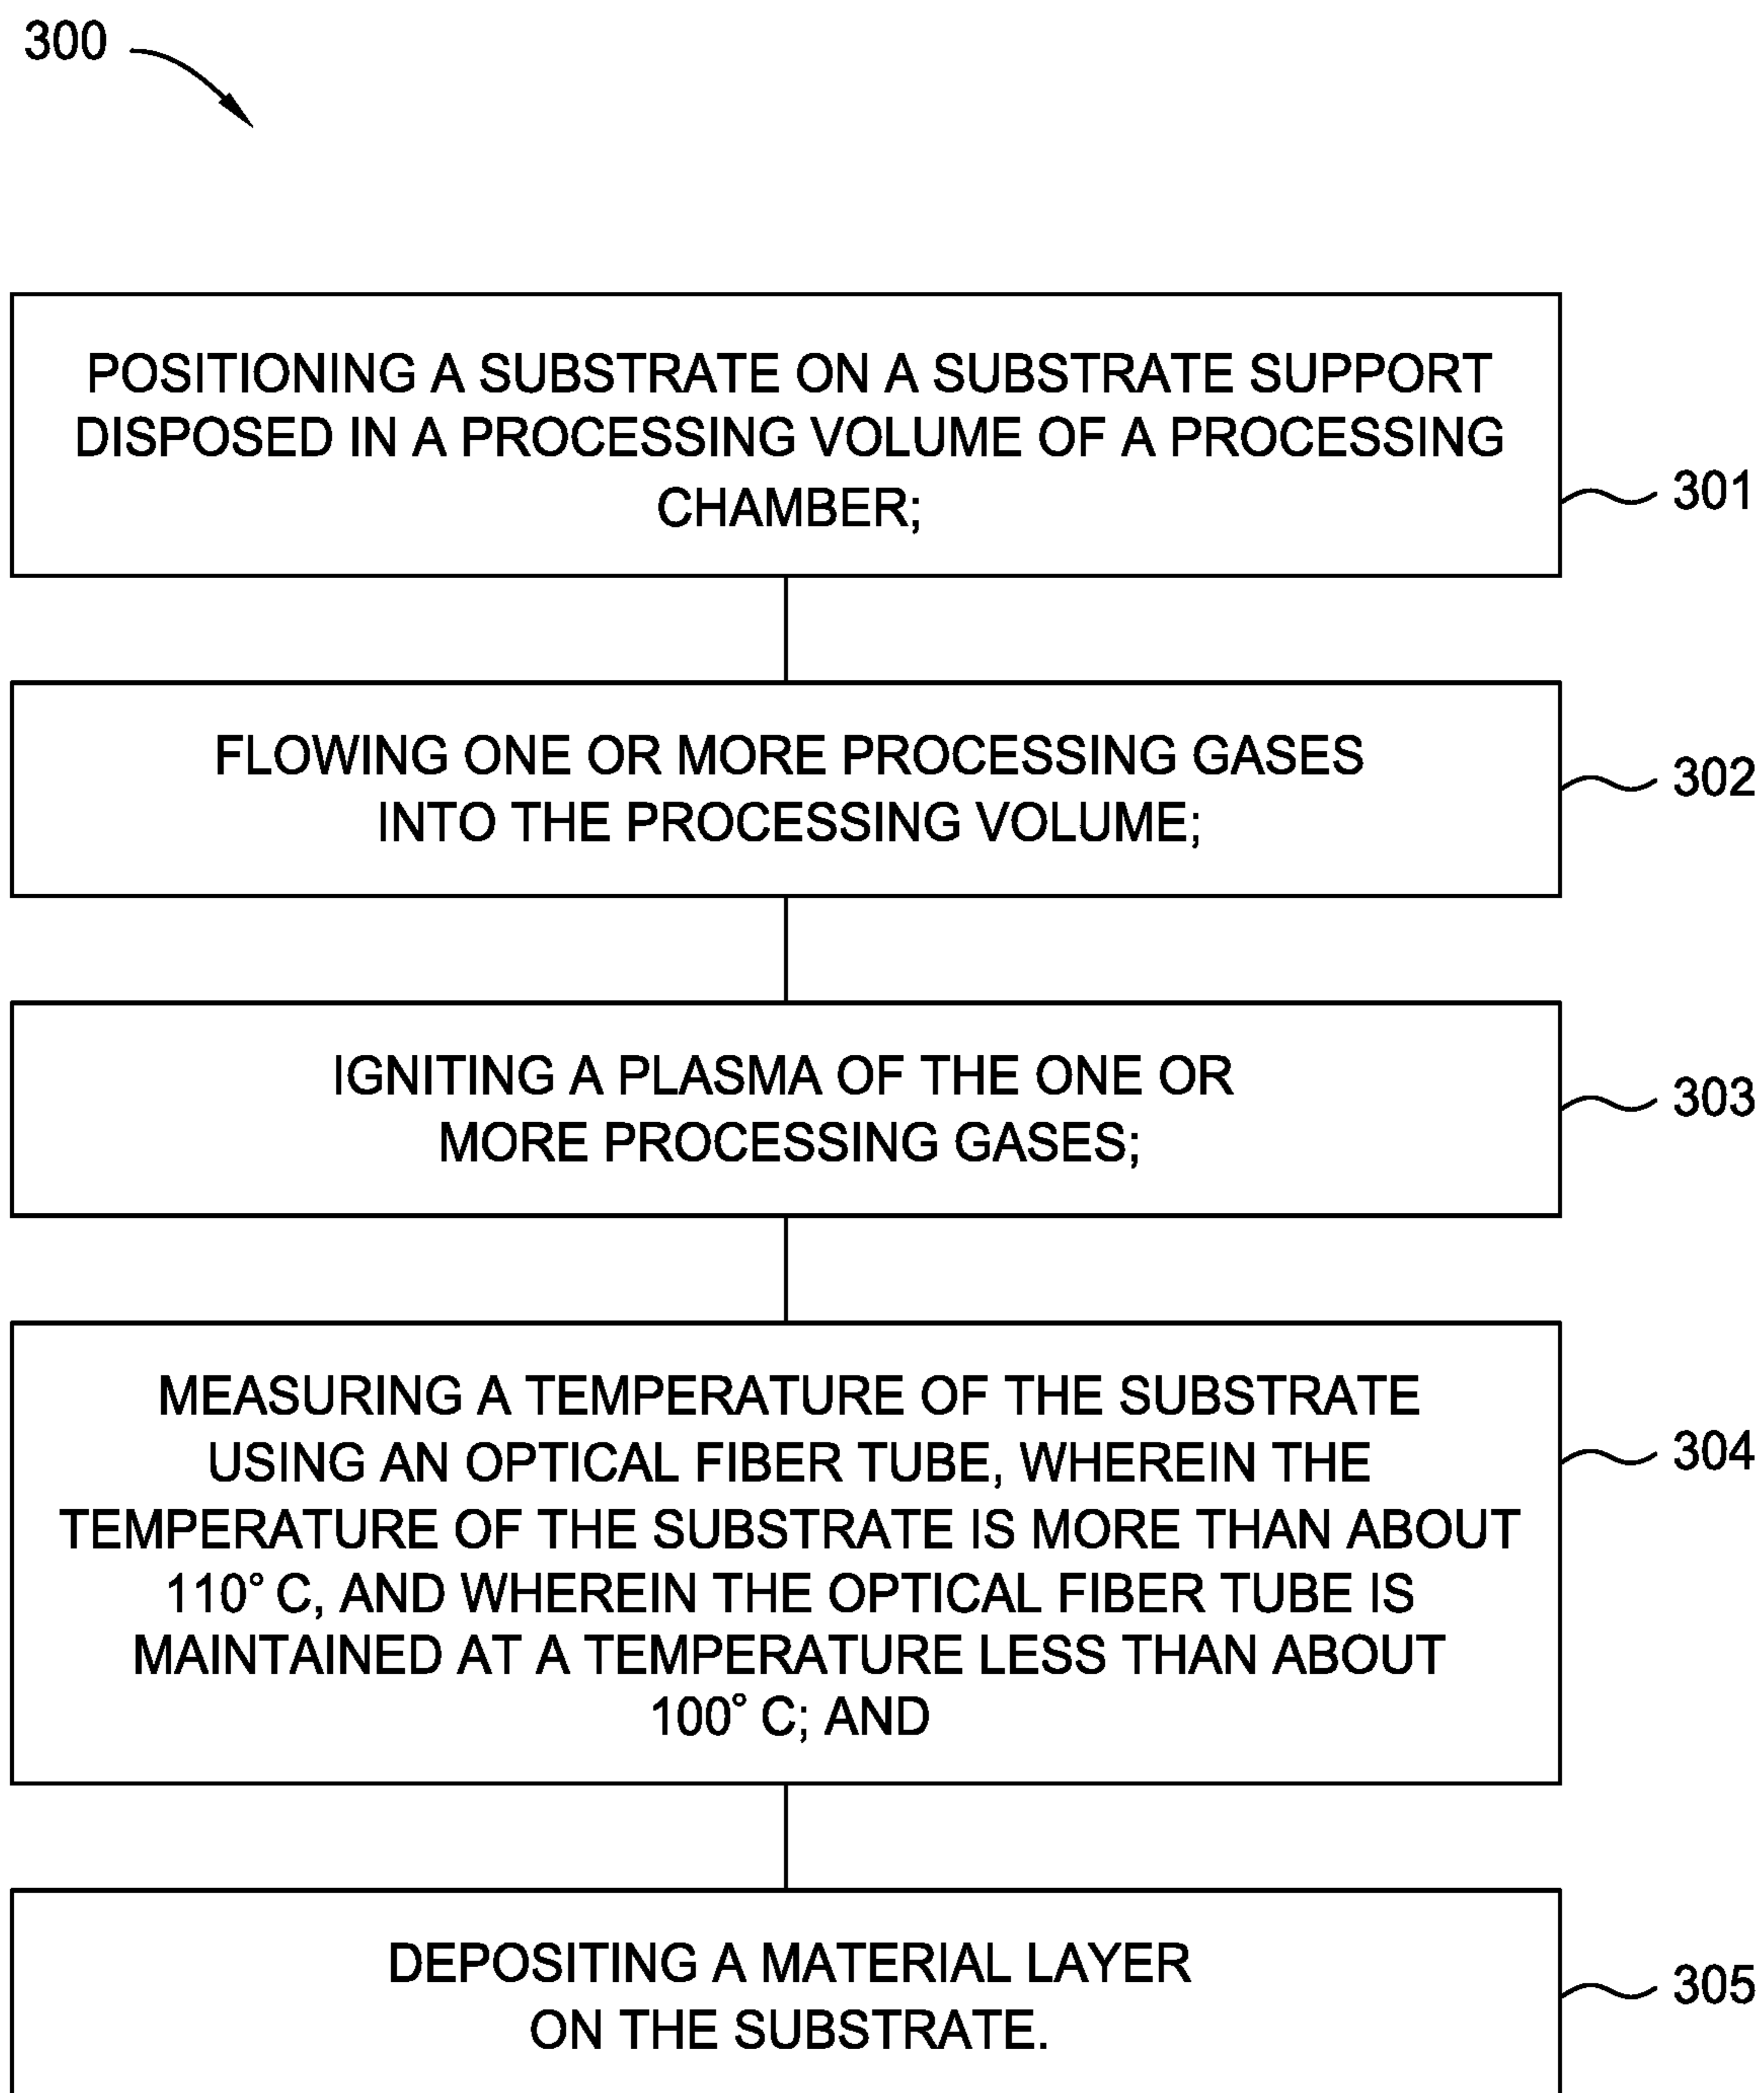 300
POSITIONING A SUBSTRATE ON A SUBSTRATE SUPPORT
DISPOSED IN A PROCESSING VOLUME OF A PROCESSING
CHAMBER;
301
FLOWING ONE OR MORE PROCESSING GASES
INTO THE PROCESSING VOLUME;
302
IGNITING A PLASMA OF THE ONE OR
MORE PROCESSING GASES;
303
MEASURING A TEMPERATURE OF THE SUBSTRATE
USING AN OPTICAL FIBER TUBE, WHEREIN THE
TEMPERATURE OF THE SUBSTRATE IS MORE THAN ABOUT
110° C, AND WHEREIN THE OPTICAL FIBER TUBE IS
MAINTAINED AT A TEMPERATURE LESS THAN ABOUT
100° C; AND
304
DEPOSITING A MATERIAL LAYER
ON THE SUBSTRATE.
305